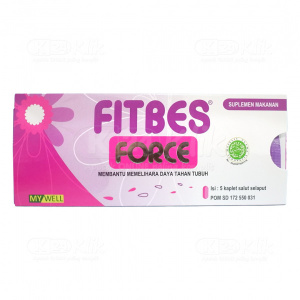 SUPLEMEN MAKANAN
FITBES®
FORCE
MEMBANTU MEMELIHARA DAYA TAHAN TUBUH
MYWELL
Isi : 5 kaplet salut selaput
POM SD 172 550 831